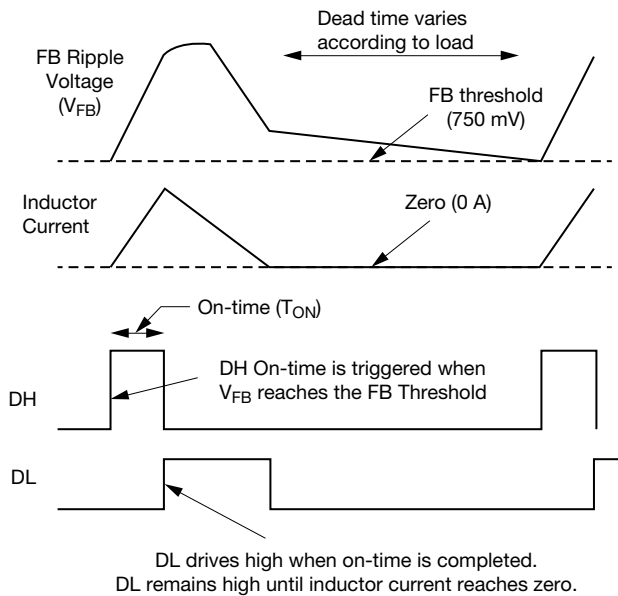 Dead time varies
according to load
FB Ripple
Voltage
(VFB)
FB threshold
(750 mV)
Inductor
Current
Zero (0 A)
On-time (TON)
DH On-time is triggered when
VFB reaches the FB Threshold
DH
DL
DL drives high when on-time is completed.
DL remains high until inductor current reaches zero.